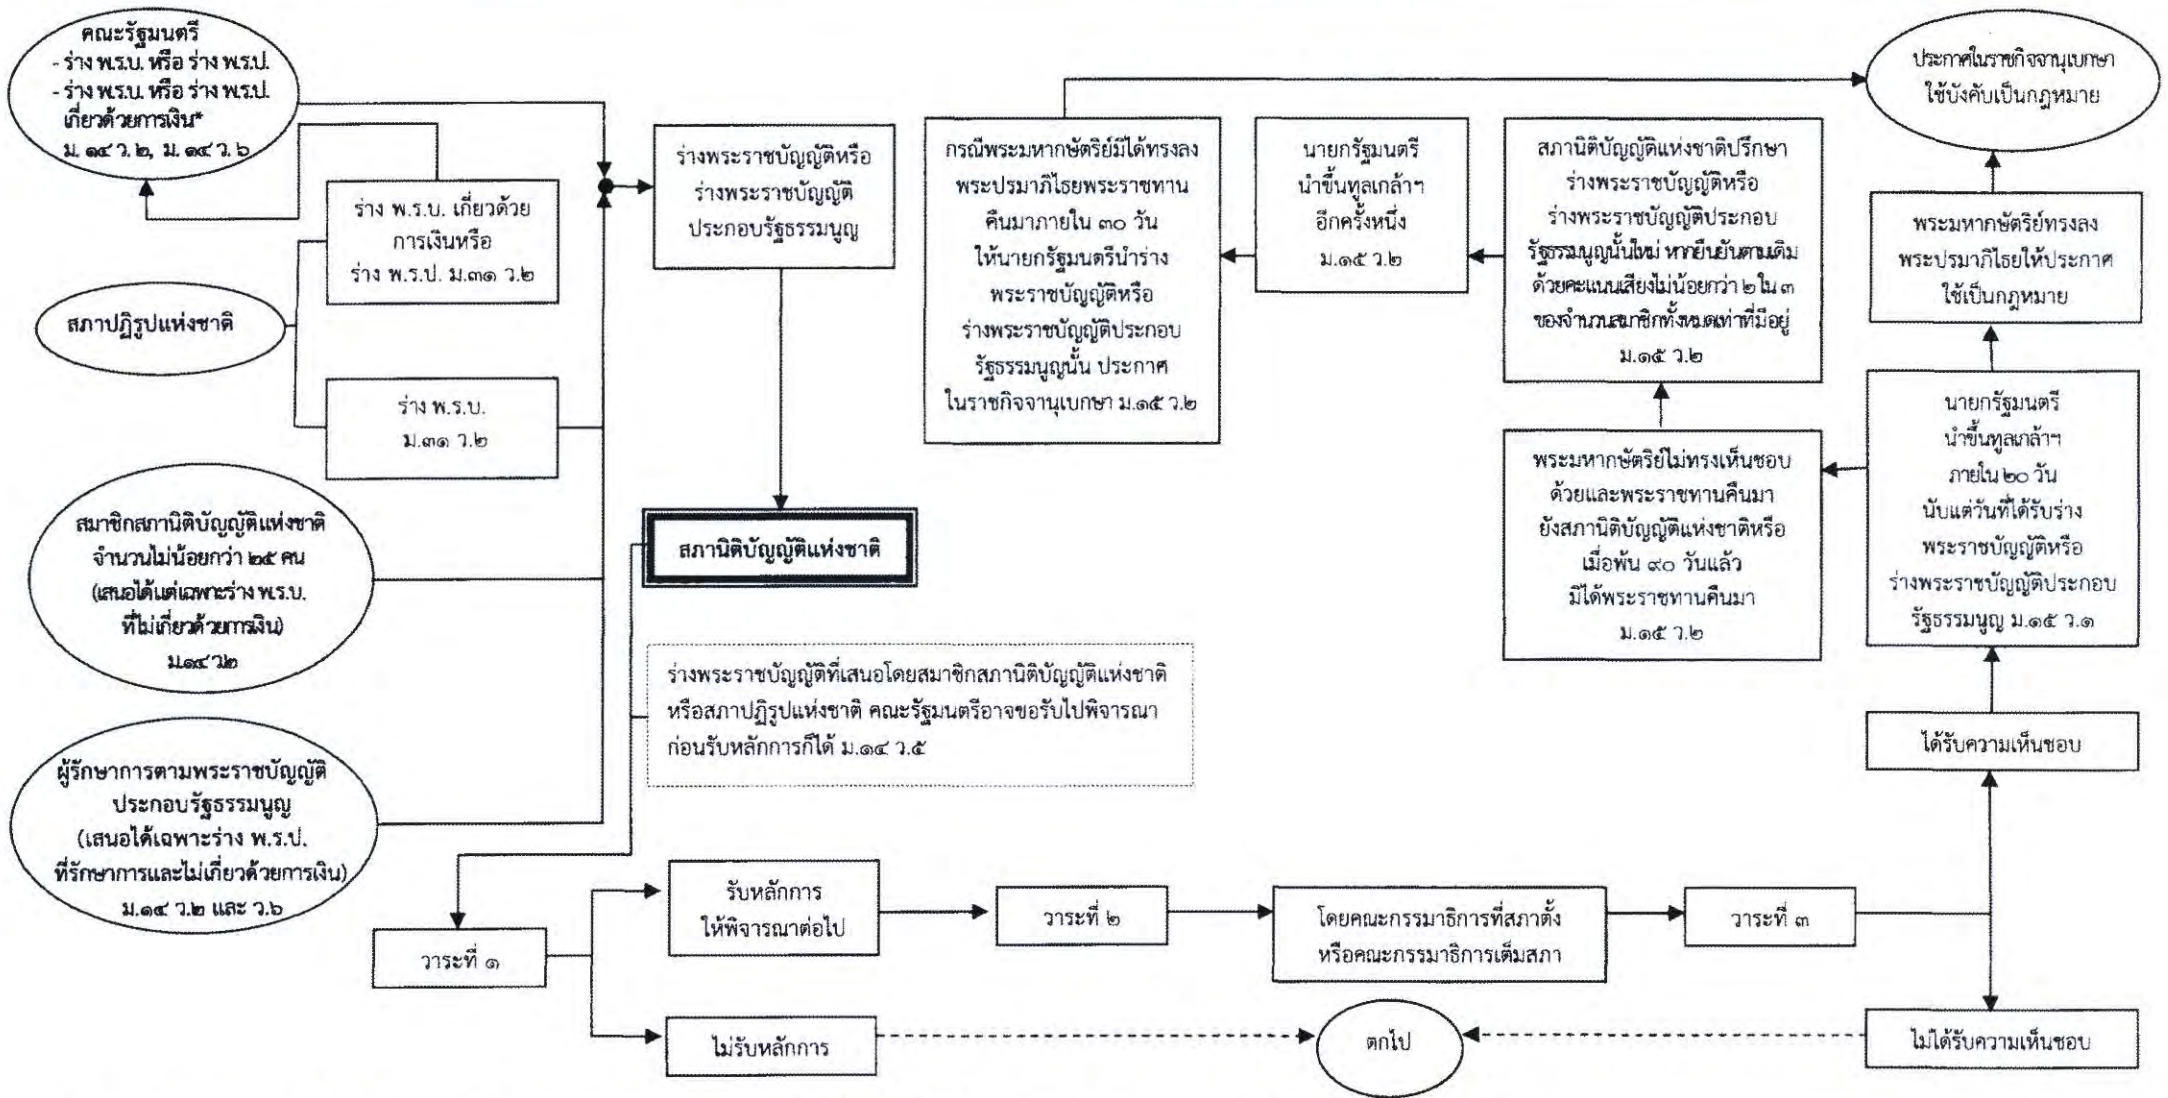 คณะรัฐมนตรี
- ร่าง พ.ร.บ. หรือ ร่าง พ.ร.ป.
- ร่าง พ.ร.บ. หรือ ร่าง พ.ร.ป.
เกี่ยวด้วยการเงิน*
ม. ๑๔ ว. ๒, ม. ๑๔ ว. ๖
ร่าง พ.ร.บ. เกี่ยวด้วย
การเงินหรือ
ร่าง พ.ร.ป. ม.๓๑ ว.๒
สภาปฏิรูปแห่งชาติ
ร่าง พ.ร.บ.
ม.๓๑ ว.๒
สมาชิกสภานิติบัญญัติแห่งชาติ
จำนวนไม่น้อยกว่า ๒๕ คน
(เสนอได้แต่เฉพาะร่าง พ.ร.บ.
ที่ไม่เกี่ยวด้วยการเงิน)
ม.๑๔ ว.๒
ผู้รักษาการตามพระราชบัญญัติ
ประกอบรัฐธรรมนูญ
(เสนอได้เฉพาะร่าง พ.ร.ป.
ที่รักษาการและไม่เกี่ยวด้วยการเงิน)
ม.๑๔ ว.๒ และ ว.๖
ร่างพระราชบัญญัติหรือ
ร่างพระราชบัญญัติ
ประกอบรัฐธรรมนูญ
สภานิติบัญญัติแห่งชาติ
ร่างพระราชบัญญัติที่เสนอโดยสมาชิกสภานิติบัญญัติแห่งชาติ
หรือสภาปฏิรูปแห่งชาติ คณะรัฐมนตรีอาจขอรับไปพิจารณา
ก่อนรับหลักการก็ได้ ม.๑๔ ว.๕
วาระที่ ๑
รับหลักการ
ให้พิจารณาต่อไป
ไม่รับหลักการ
วาระที่ ๒
โดยคณะกรรมาธิการที่สภาตั้ง
หรือคณะกรรมาธิการเต็มสภา
วาระที่ ๓
ตกไป
ไม่ได้รับความเห็นชอบ
ได้รับความเห็นชอบ
นายกรัฐมนตรี
นำขึ้นทูลเกล้าฯ
ภายใน ๒๐ วัน
นับแต่วันที่ได้รับร่าง
พระราชบัญญัติหรือ
ร่างพระราชบัญญัติประกอบ
รัฐธรรมนูญ ม.๑๕ ว.๑
พระมหากษัตริย์ทรงลง
พระปรมาภิไธยให้ประกาศ
ใช้เป็นกฎหมาย
ประกาศในราชกิจจานุเบกษา
ใช้บังคับเป็นกฎหมาย
พระมหากษัตริย์ไม่ทรงเห็นชอบ
ด้วยและพระราชทานคืนมา
ยังสภานิติบัญญัติแห่งชาติหรือ
เมื่อพ้น ๙๐ วันแล้ว
มิได้พระราชทานคืนมา
ม.๑๕ ว.๒
สภานิติบัญญัติแห่งชาติปรึกษา
ร่างพระราชบัญญัติหรือ
ร่างพระราชบัญญัติประกอบ
รัฐธรรมนูญนั้นใหม่ หากยืนยันตามเดิม
ด้วยคะแนนเสียงไม่น้อยกว่า ๒ ใน ๓
ของจำนวนสมาชิกทั้งหมดเท่าที่มีอยู่
ม.๑๕ ว.๒
นายกรัฐมนตรี
นำขึ้นทูลเกล้าฯ
อีกครั้งหนึ่ง
ม.๑๕ ว.๒
กรณีพระมหากษัตริย์มิได้ทรงลง
พระปรมาภิไธยพระราชทาน
คืนมาภายใน ๓๐ วัน
ให้นายกรัฐมนตรีนำร่าง
พระราชบัญญัติหรือ
ร่างพระราชบัญญัติประกอบ
รัฐธรรมนูญนั้น ประกาศ
ในราชกิจจานุเบกษา ม.๑๕ ว.๒